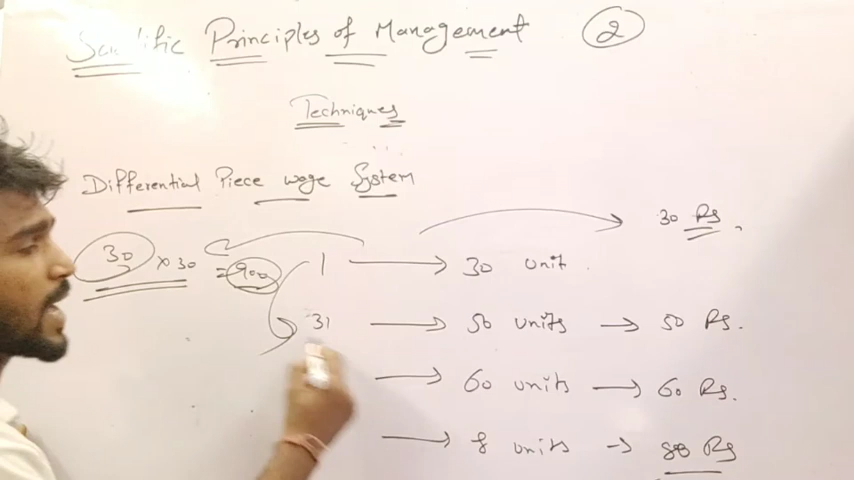 Scientific Principles of Management 2
Techniques
Differential Piece wage System
30 Rs.
30 x 30 = 900 1 → 30 unit
31 → 50 units → 50 Rs.
→ 60 units → 60 Rs.
→ 8 units → 80 Rs